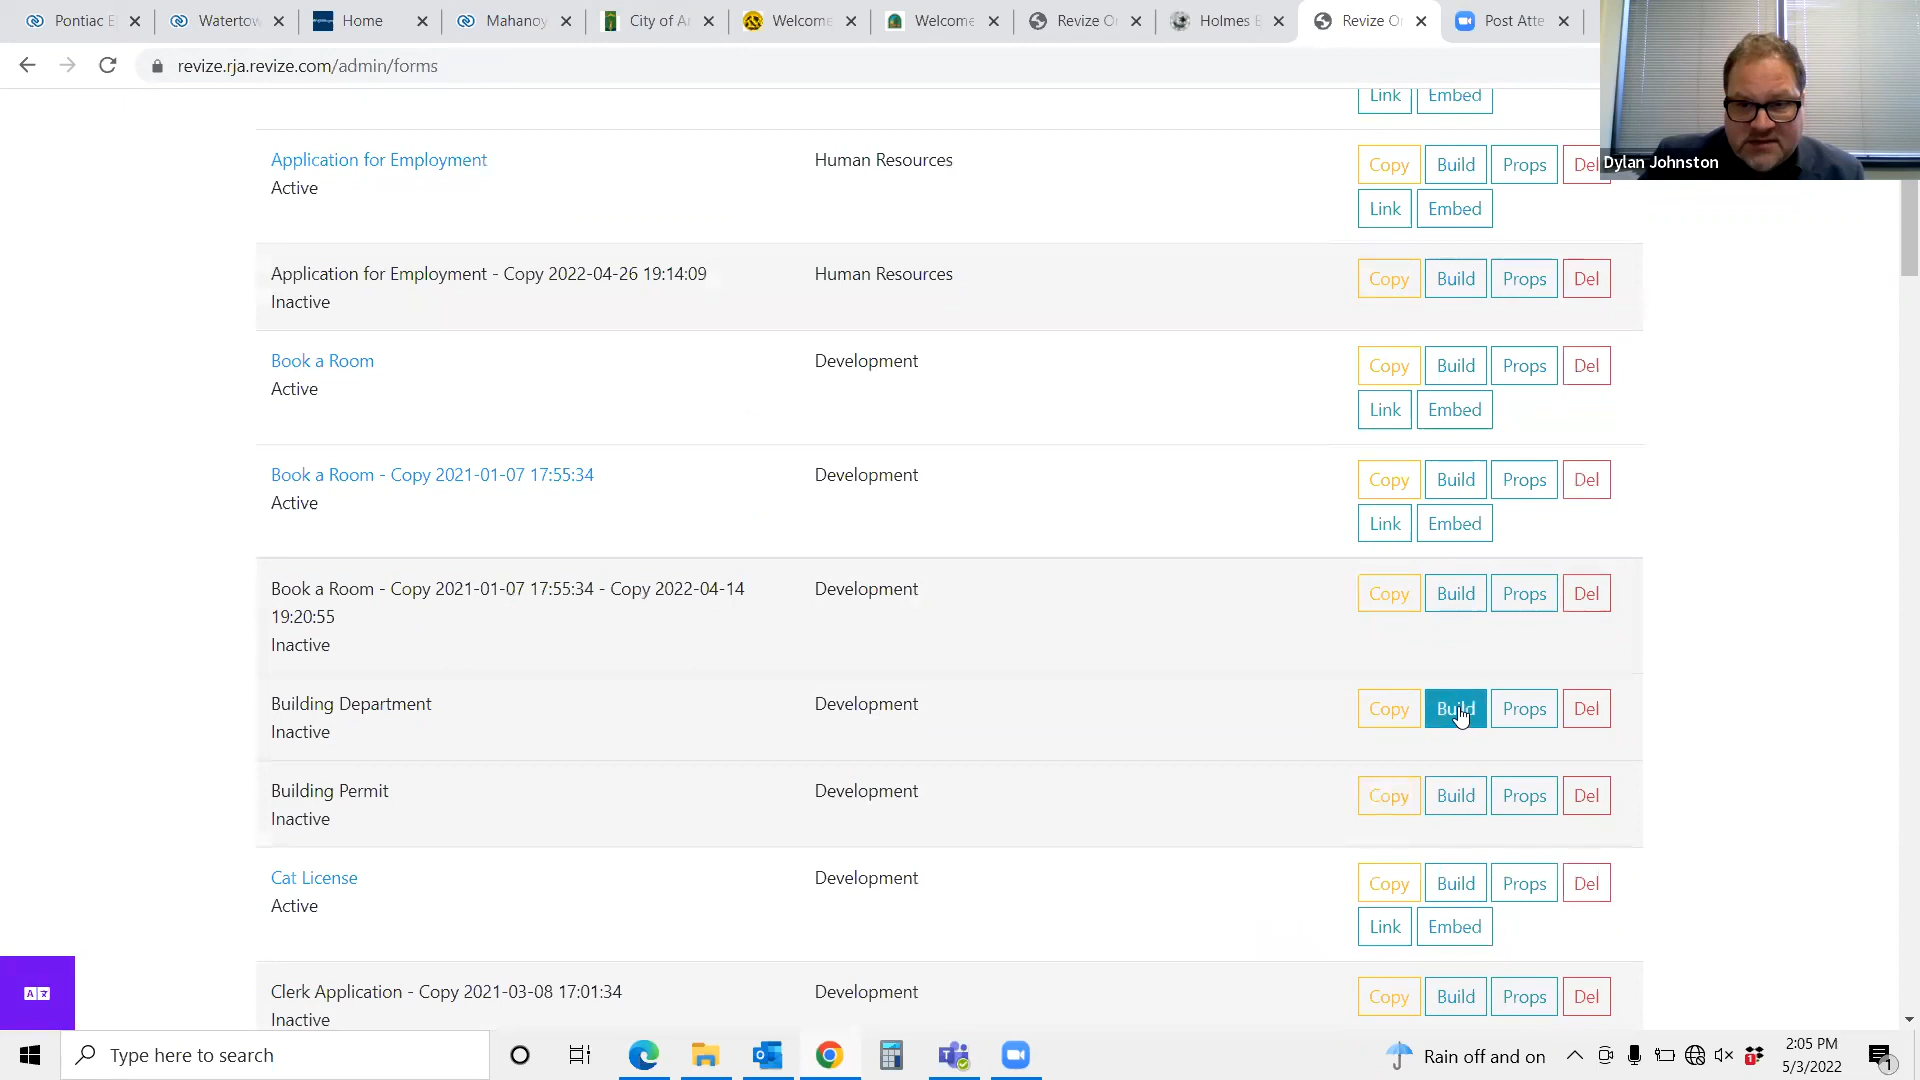 Pontiac
Watertow
Home
Mahanoy
City of Ar
Welcome
Welcome
Revize On
Holmes
Revize On
Post Atte
revize.rja.revize.com/admin/forms
Dylan Johnston
Link Embed
Application for Employment Human Resources Copy Build Props Del
Active
Link Embed
Application for Employment - Copy 2022-04-26 19:14:09 Human Resources Copy Build Props Del
Inactive
Book a Room Development Copy Build Props Del
Active
Link Embed
Book a Room - Copy 2021-01-07 17:55:34 Development Copy Build Props Del
Active
Link Embed
Book a Room - Copy 2021-01-07 17:55:34 - Copy 2022-04-14 Development Copy Build Props Del
19:20:55
Inactive
Building Department Development Copy Build Props Del
Inactive
Building Permit Development Copy Build Props Del
Inactive
Cat License Development Copy Build Props Del
Active
Link Embed
Clerk Application - Copy 2021-03-08 17:01:34 Development Copy Build Props Del
Inactive
Type here to search
Rain off and on
2:05 PM
5/3/2022
1